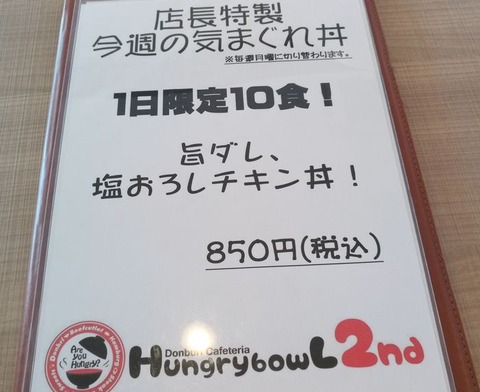 店長特製
今週の気まぐれ丼
※毎週月曜に切り替わります。
1日限定10食！
旨ダレ、
塩おろしチキン丼！
850円(税込)
Are you Hungry?
Donburi Cafeteria
HungryboWL 2nd